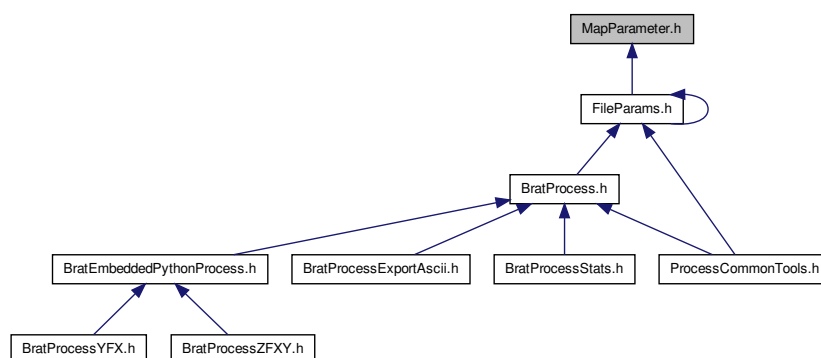 MapParameter.h
FileParams.h
BratProcess.h
BratEmbeddedPythonProcess.h
BratProcessExportAscii.h
BratProcessStats.h
ProcessCommonTools.h
BratProcessYFX.h
BratProcessZFXY.h